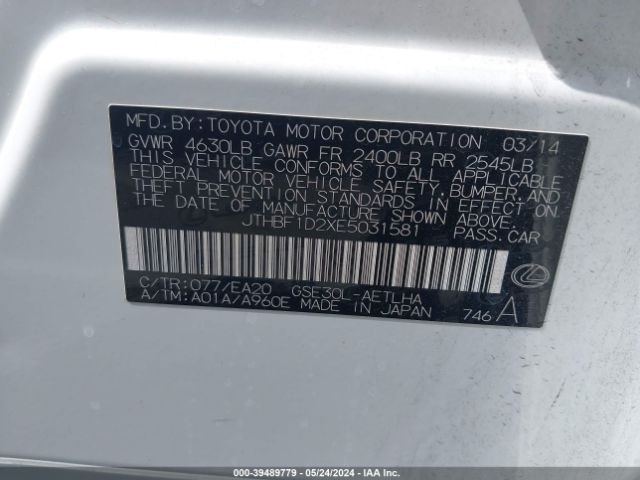 MFD.BY:TOYOTA MOTOR CORPORATION 03/14
GVWR 4630LB GAWR FR 2400LB RR 2545LB
THIS VEHICLE CONFORMS TO ALL APPLICABLE
FEDERAL MOTOR VEHICLE SAFETY,BUMPER,AND
THEFT PREVENTION STANDARDS IN EFFECT ON
THE DATE OF MANUFACTURE SHOWN ABOVE.
JTHBF1D2XE5031581 PASS.CAR
C/TR:077/EA20 GSE30L-AETLHA
A/TM:A01A/A960E MADE IN JAPAN 746 A
000-39489779 - 05/24/2024 - IAAI.COM